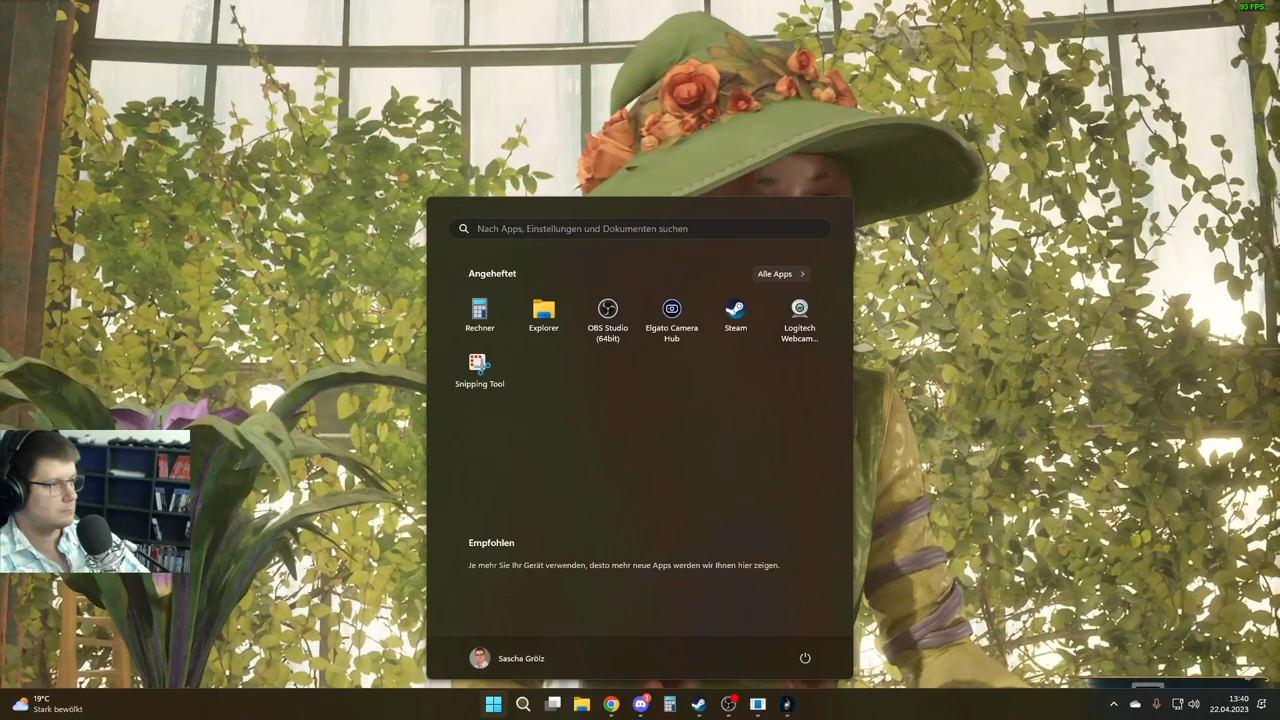 93 FPS
Nach Apps, Einstellungen und Dokumenten suchen
Angeheftet
Alle Apps
Rechner
Explorer
OBS Studio (64bit)
Elgato Camera Hub
Steam
Logitech Webcam...
Snipping Tool
Empfohlen
Je mehr Sie Ihr Gerät verwenden, desto mehr neue Apps werden wir Ihnen hier zeigen.
Sascha Grölz
19°C
Stark bewölkt
1
13:40
22.04.2023